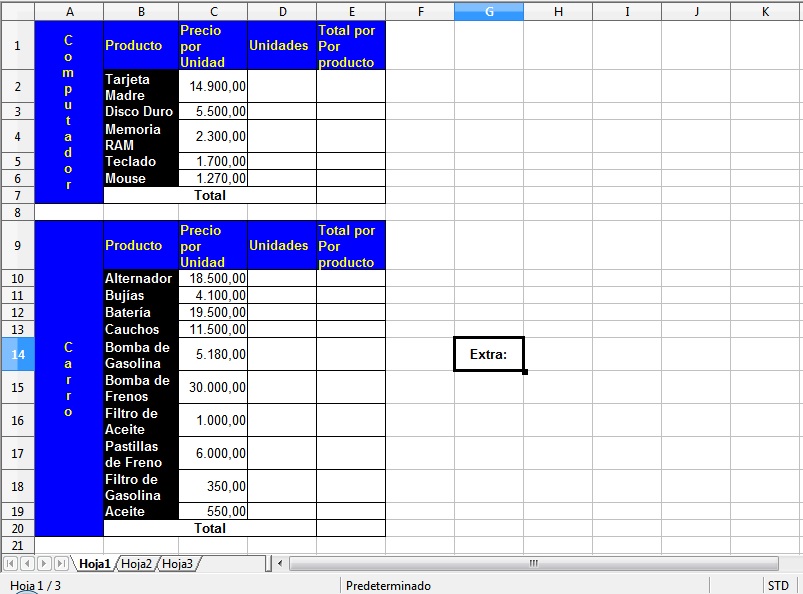 A B C D E F G H I J K
1 Computador Producto Precio por Unidad Unidades Total por Por producto
2 Tarjeta Madre 14.900,00
3 Disco Duro 5.500,00
4 Memoria RAM 2.300,00
5 Teclado 1.700,00
6 Mouse 1.270,00
7 Total
8
9 Carro Producto Precio por Unidad Unidades Total por Por producto
10 Alternador 18.500,00
11 Bujías 4.100,00
12 Batería 19.500,00
13 Cauchos 11.500,00
14 Bomba de Gasolina 5.180,00 Extra:
15 Bomba de Frenos 30.000,00
16 Filtro de Aceite 1.000,00
17 Pastillas de Freno 6.000,00
18 Filtro de Gasolina 350,00
19 Aceite 550,00
20 Total
21
Hoja1 Hoja2 Hoja3
Hoja 1 / 3 Predeterminado STD